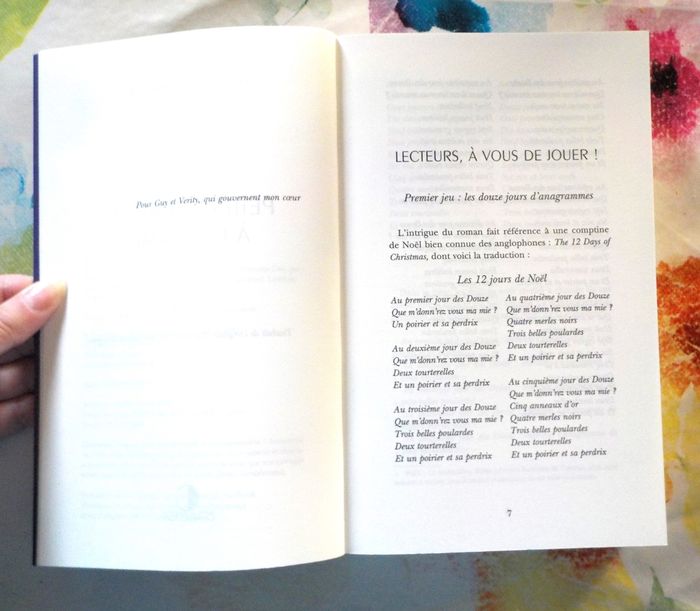 Pour Guy et Verity, qui gouvernent mon cœur
LECTEURS, À VOUS DE JOUER !
Premier jeu : les douze jours d'anagrammes
L'intrigue du roman fait référence à une comptine
de Noël bien connue des anglophones : The 12 Days of
Christmas, dont voici la traduction :
Les 12 jours de Noël
Au premier jour des Douze
Que m'donn'rez vous ma mie ?
Un poirier et sa perdrix
Au deuxième jour des Douze
Que m'donn'rez vous ma mie ?
Deux tourterelles
Et un poirier et sa perdrix
Au troisième jour des Douze
Que m'donn'rez vous ma mie ?
Trois belles poulardes
Deux tourterelles
Et un poirier et sa perdrix
Au quatrième jour des Douze
Que m'donn'rez vous ma mie ?
Quatre merles noirs
Trois belles poulardes
Deux tourterelles
Et un poirier et sa perdrix
Au cinquième jour des Douze
Que m'donn'rez vous ma mie ?
Cinq anneaux d'or
Quatre merles noirs
Trois belles poulardes
Deux tourterelles
Et un poirier et sa perdrix
7